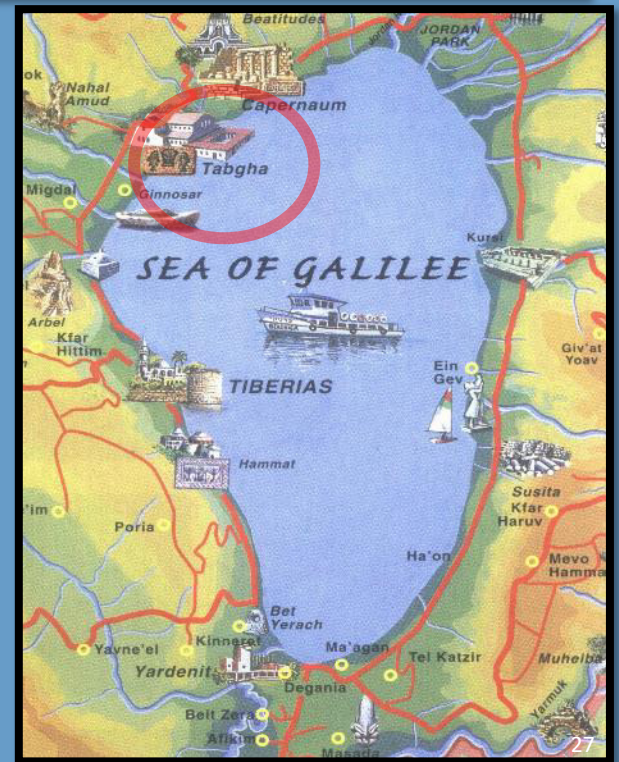 Beatitudes
JORDAN
PARK
Nahal
Amud
Capernaum
Tabgha
Migdal
Ginnosar
Kursi
SEA OF GALILEE
Arbel
Kfar
Hittim
Giv'at
Yoav
Ein
Gev
TIBERIAS
Hammat
Susita
Kfar
Haruv
Poria
Ha'on
Mevo
Hamma
Bet
Yerach
Kinneret
Yavne'el
Ma'agan
Tel Katzir
Muheiba
Yardenit
Degania
Beit Zera
Yarmuk
Afikim
Masada
27